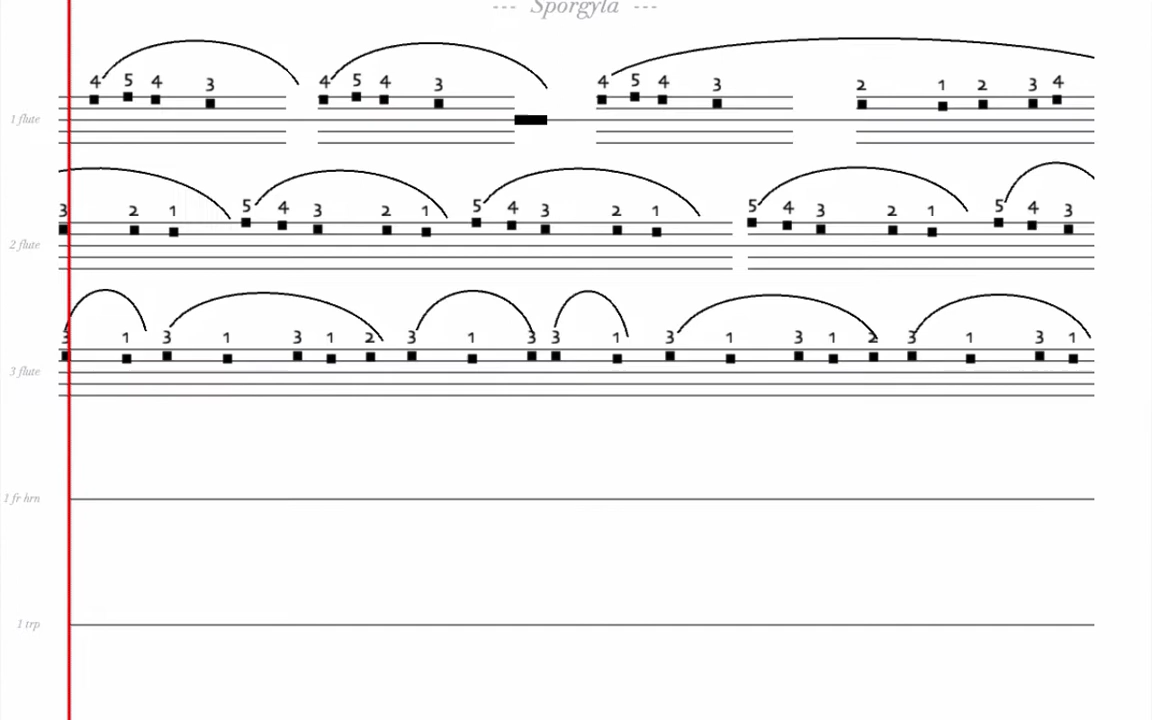 --- Sporgyla ---
4 5 4 3 4 5 4 3 4 5 4 3 2 1 2 3 4
1 flute
3 2 1 5 4 3 2 1 5 4 3 2 1 5 4 3 2 1 5 4 3
2 flute
3 1 3 1 3 1 2 3 1 3 3 1 3 1 3 1 2 3 1 3 1
3 flute
1 fr hrn
1 trp